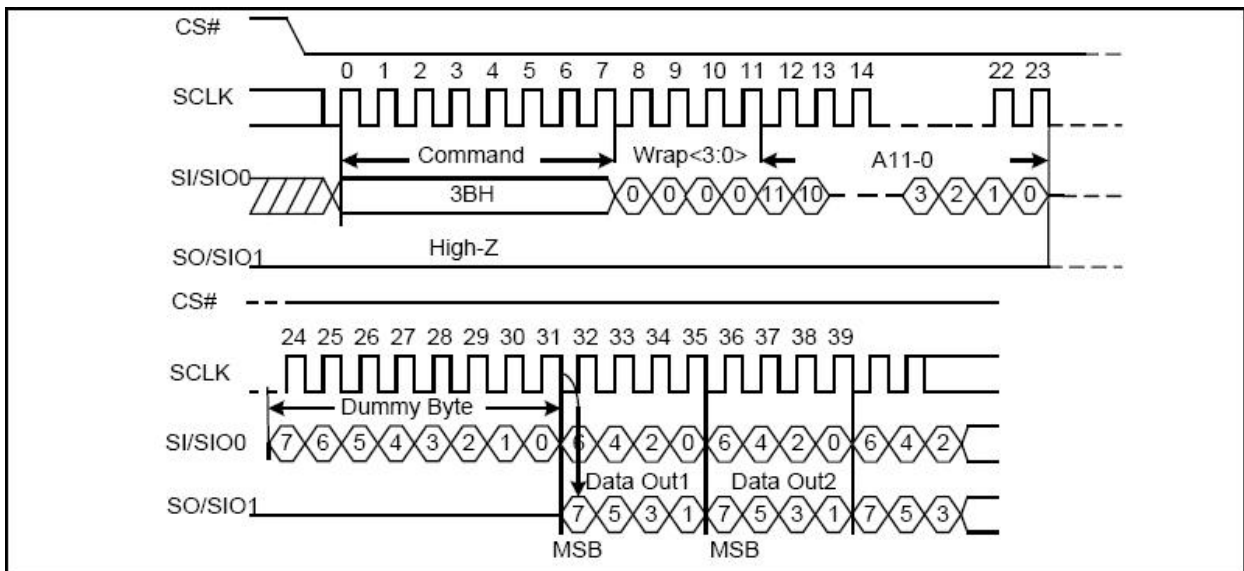 CS#
0 1 2 3 4 5 6 7 8 9 10 11 12 13 14 22 23
SCLK
Command Wrap<3:0> A11-0
SI/SIO0 3BH 0 0 0 0 11 10 3 2 1 0
SO/SIO1 High-Z
CS#
24 25 26 27 28 29 30 31 32 33 34 35 36 37 38 39
SCLK
Dummy Byte
SI/SIO0 7 6 5 4 3 2 1 0 6 4 2 0 6 4 2 0 6 4 2
Data Out1 Data Out2
SO/SIO1 7 5 3 1 7 5 3 1 7 5 3
MSB MSB